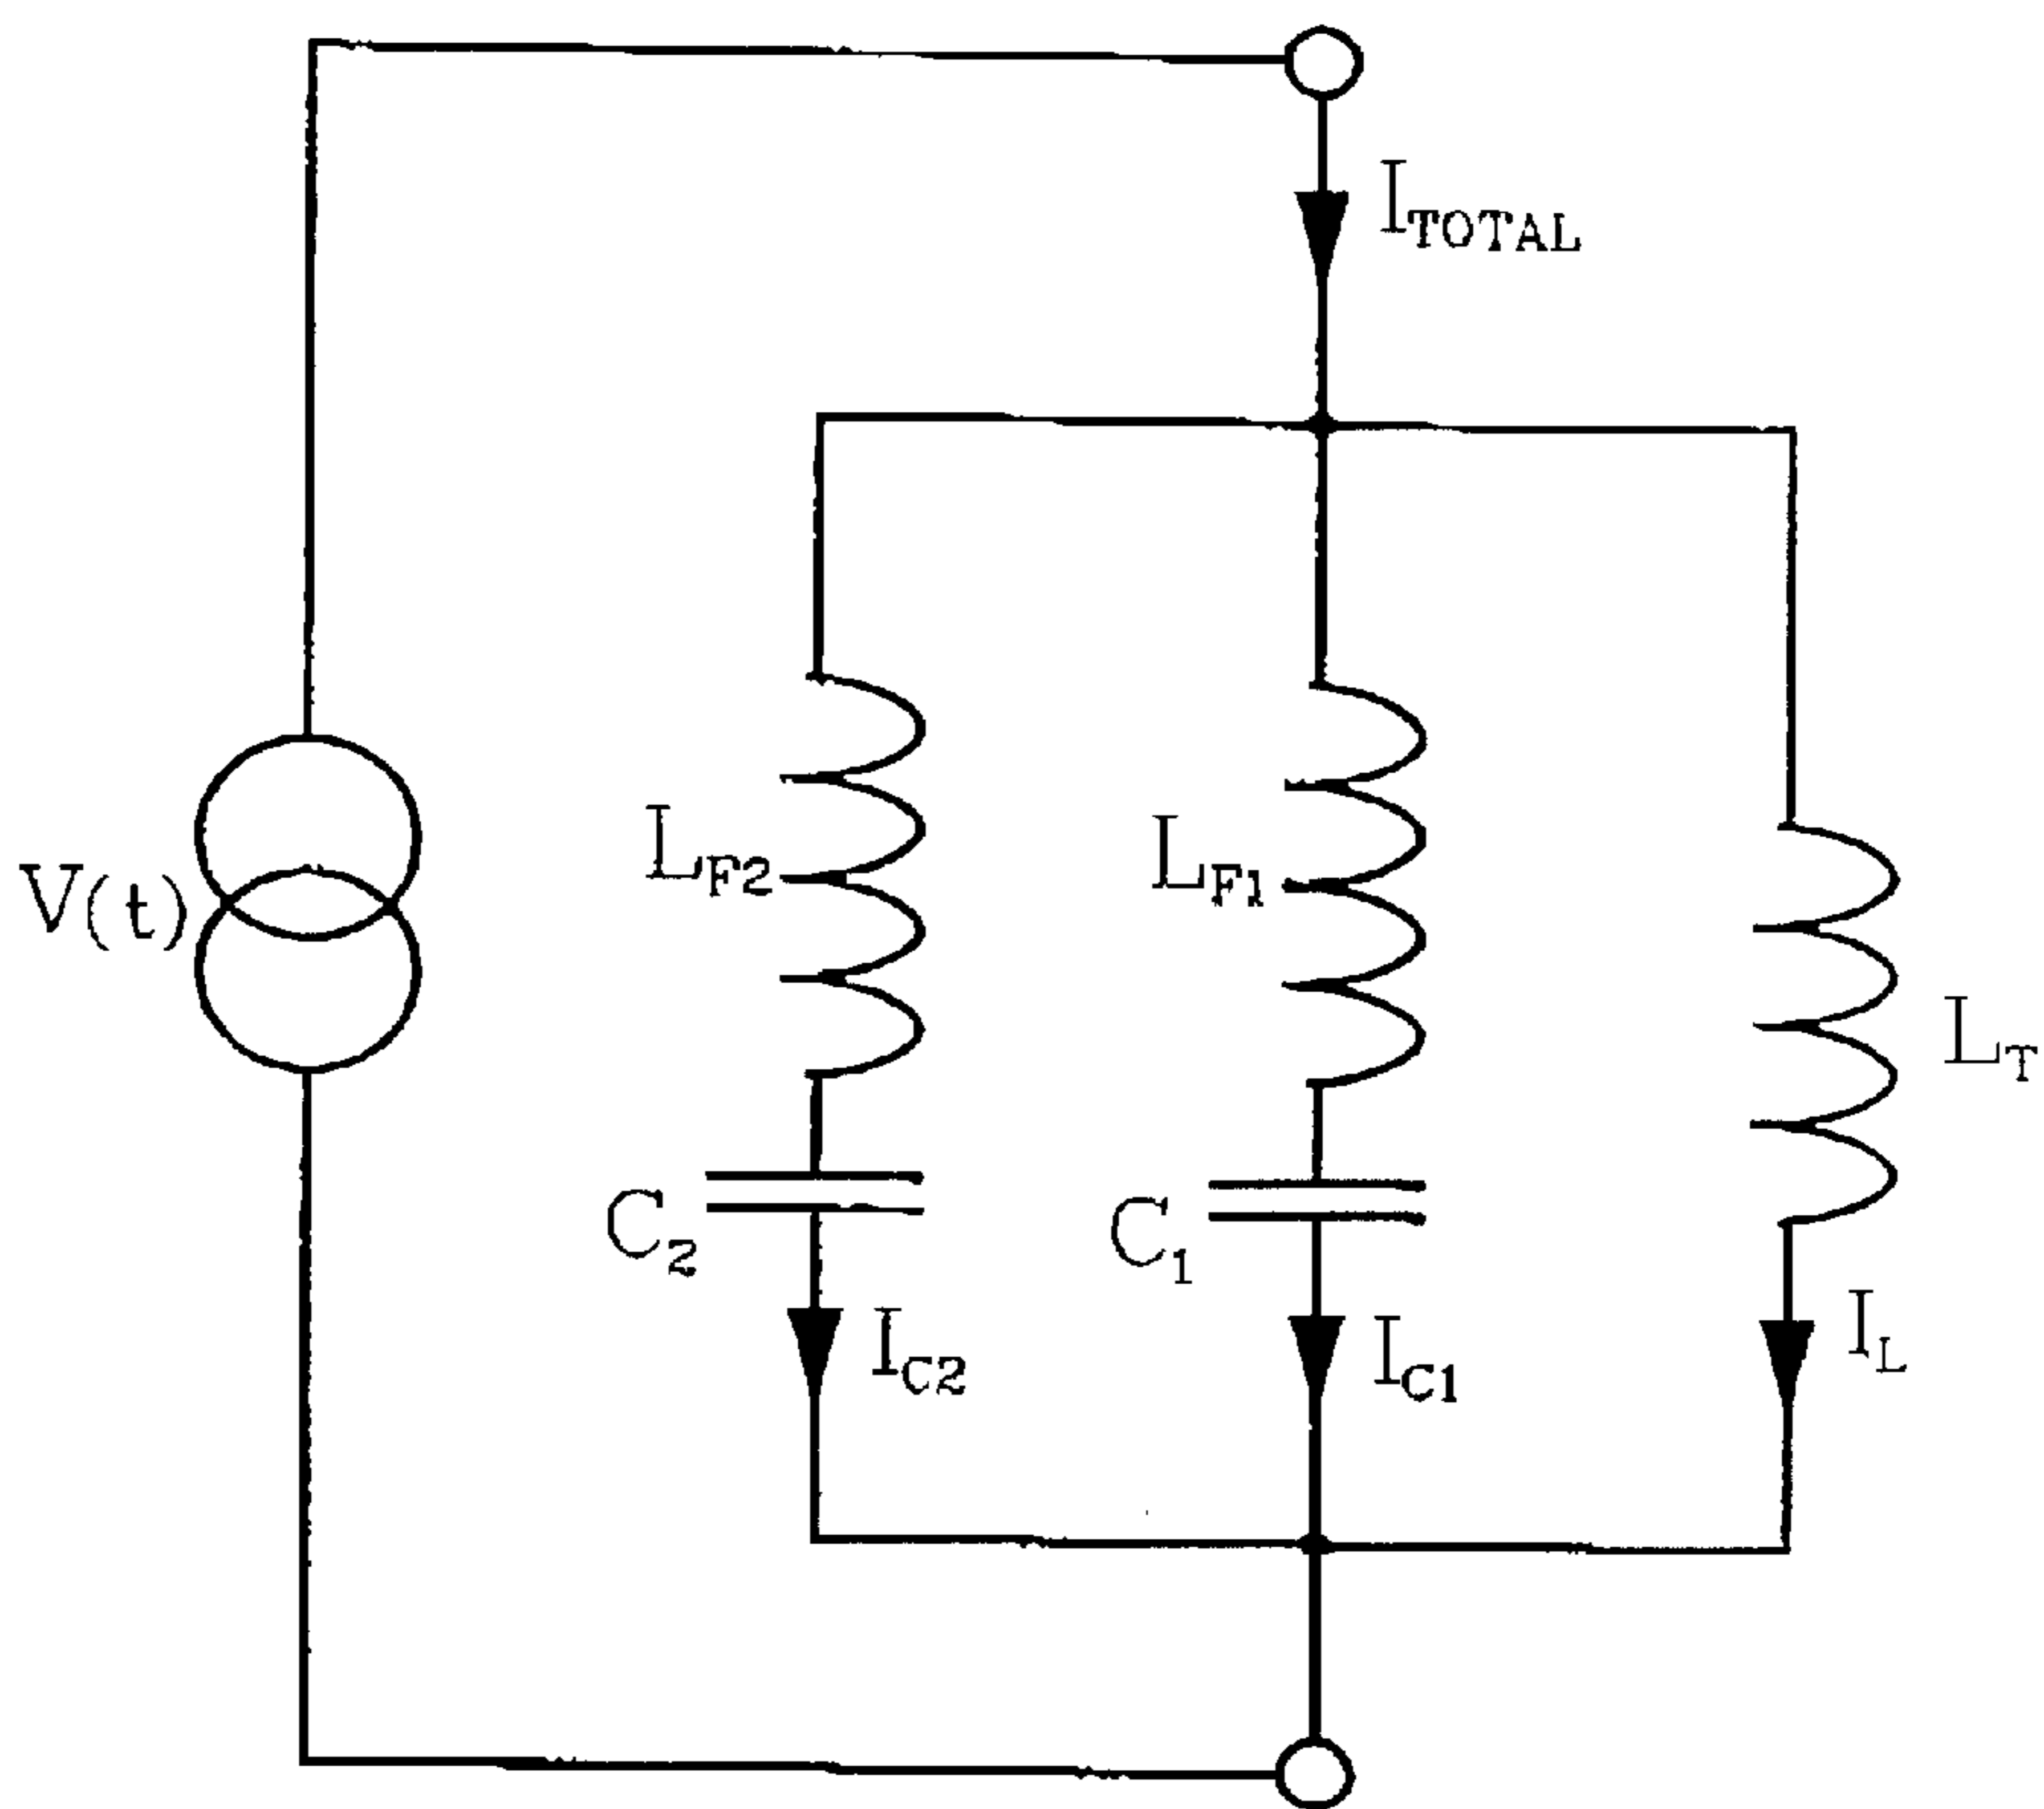 I_TOTAL
V(t)
L_F2
L_F1
L_T
C_2
C_1
I_C2
I_C1
I_L